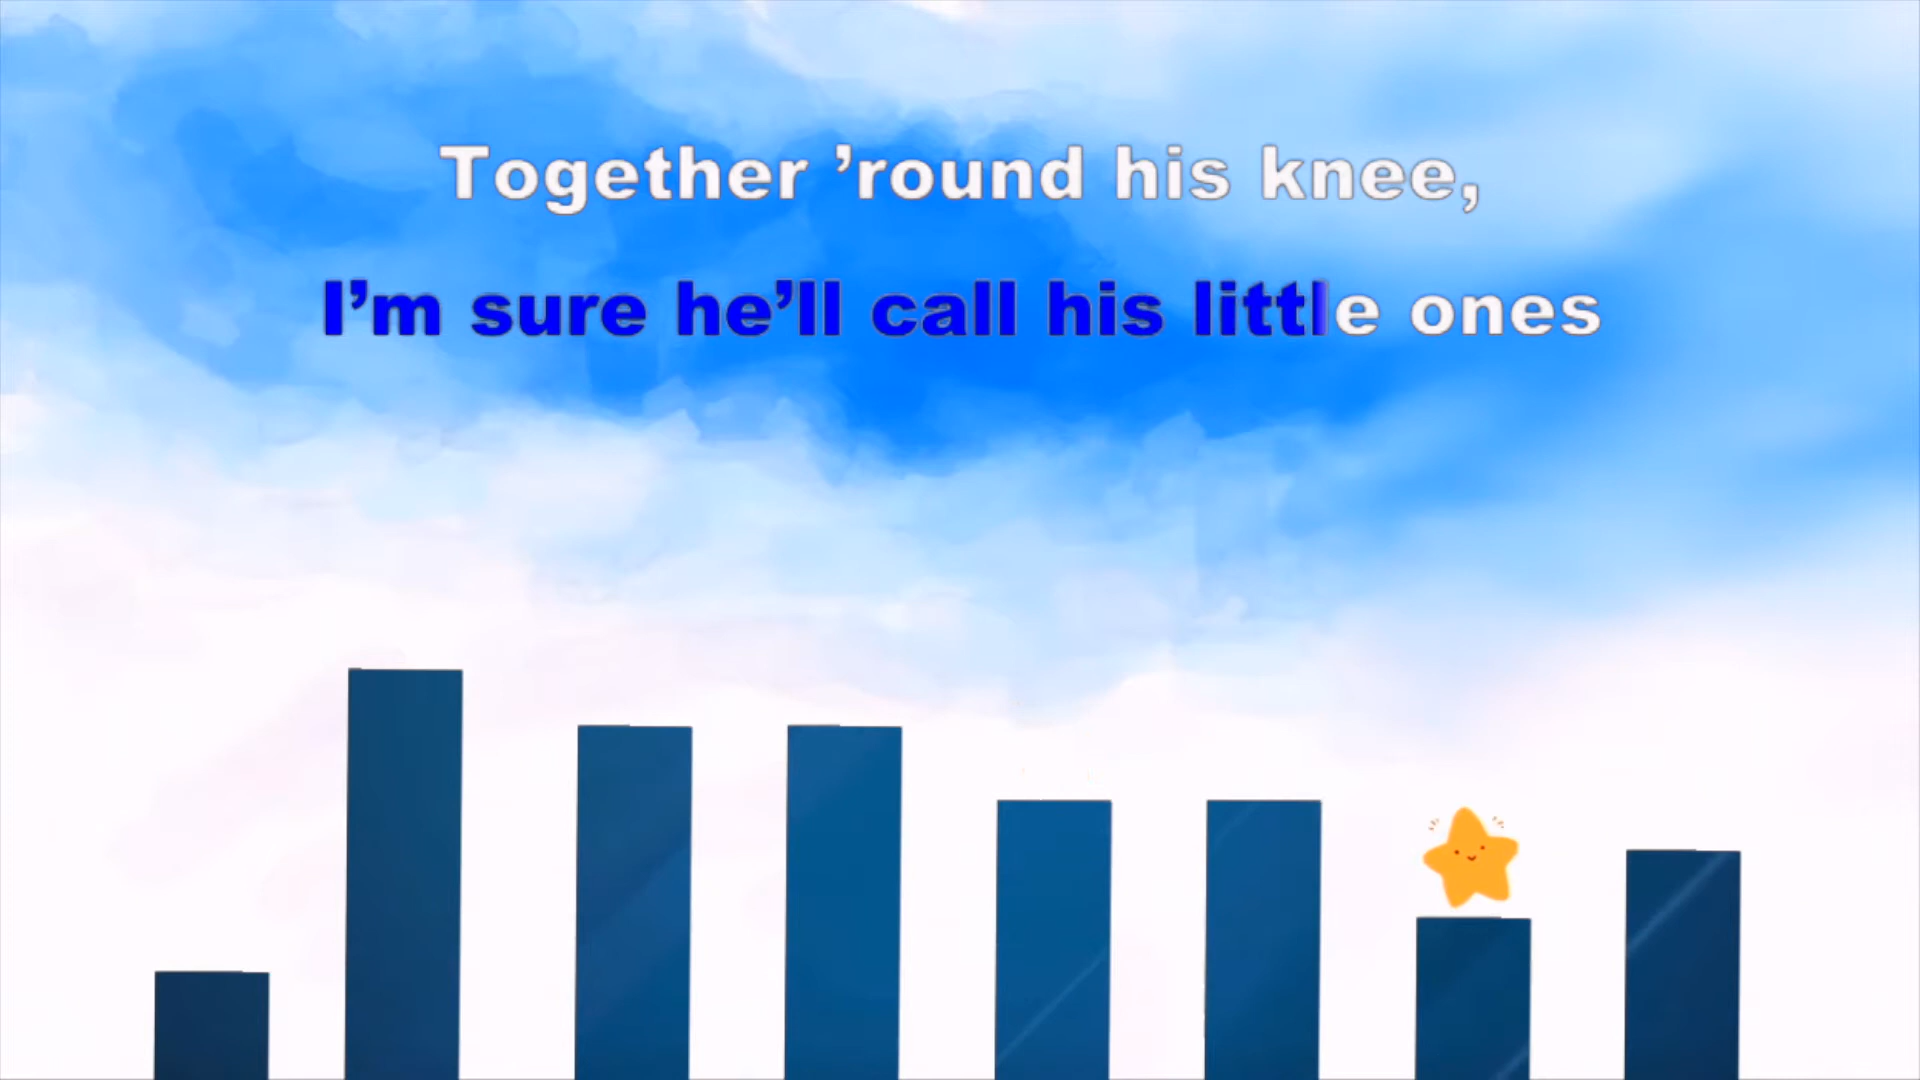 Together ’round his knee,
I’m sure he’ll call his little ones